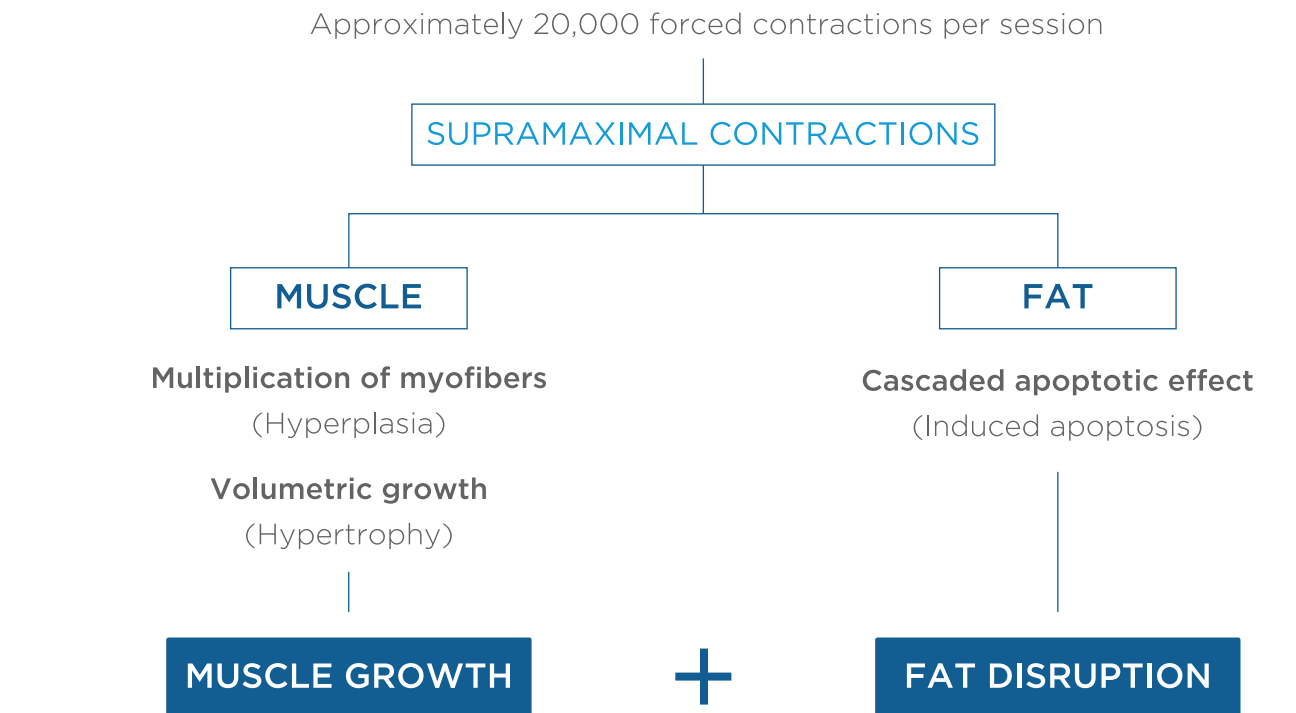 Approximately 20,000 forced contractions per session
SUPRAMAXIMAL CONTRACTIONS
MUSCLE
Multiplication of myofibers
(Hyperplasia)
Volumetric growth
(Hypertrophy)
MUSCLE GROWTH
+
FAT
Cascaded apoptotic effect
(Induced apoptosis)
FAT DISRUPTION